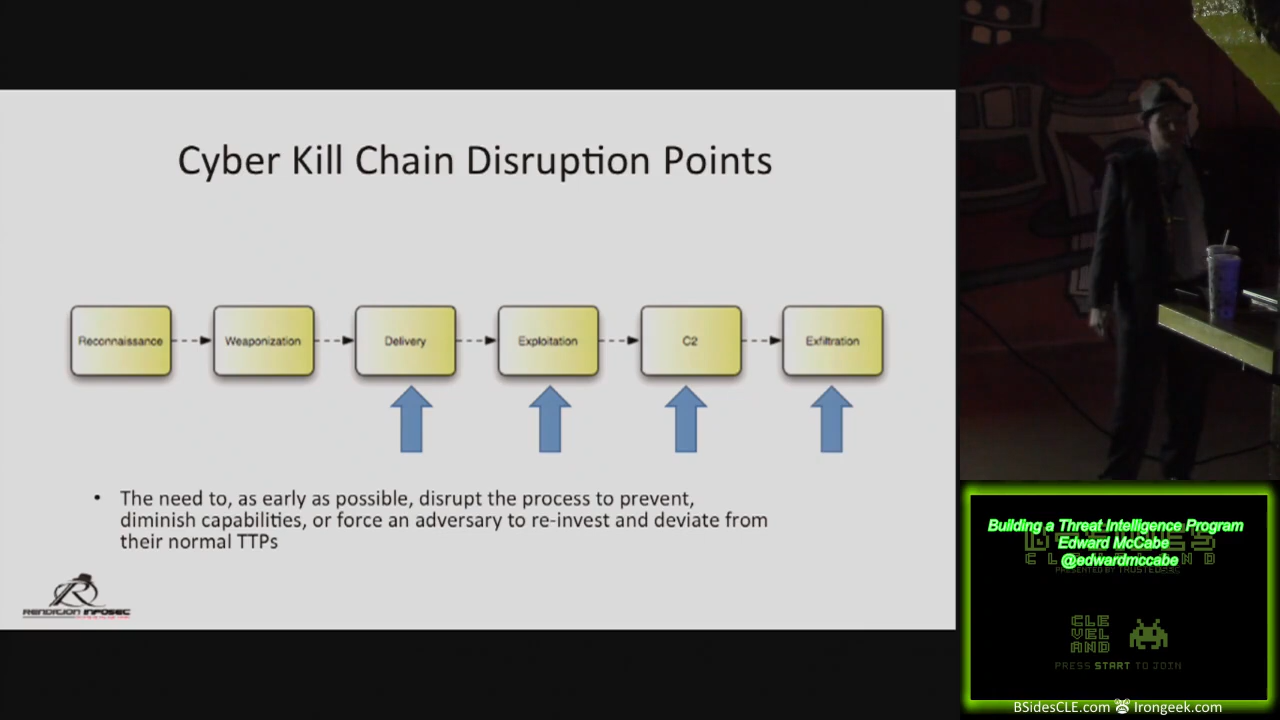 Cyber Kill Chain Disruption Points
Reconnaissance
Weaponization
Delivery
Exploitation
C2
Exfiltration
• The need to, as early as possible, disrupt the process to prevent,
diminish capabilities, or force an adversary to re-invest and deviate from
their normal TTPs
RENDITION INFOSEC
Building a Threat Intelligence Program
Edward McCabe
@edwardmccabe
PRESENTED BY TRUSTEDSEC
CLE
VEL
AND
PRESS START TO JOIN
BSidesCLE.com Irongeek.com